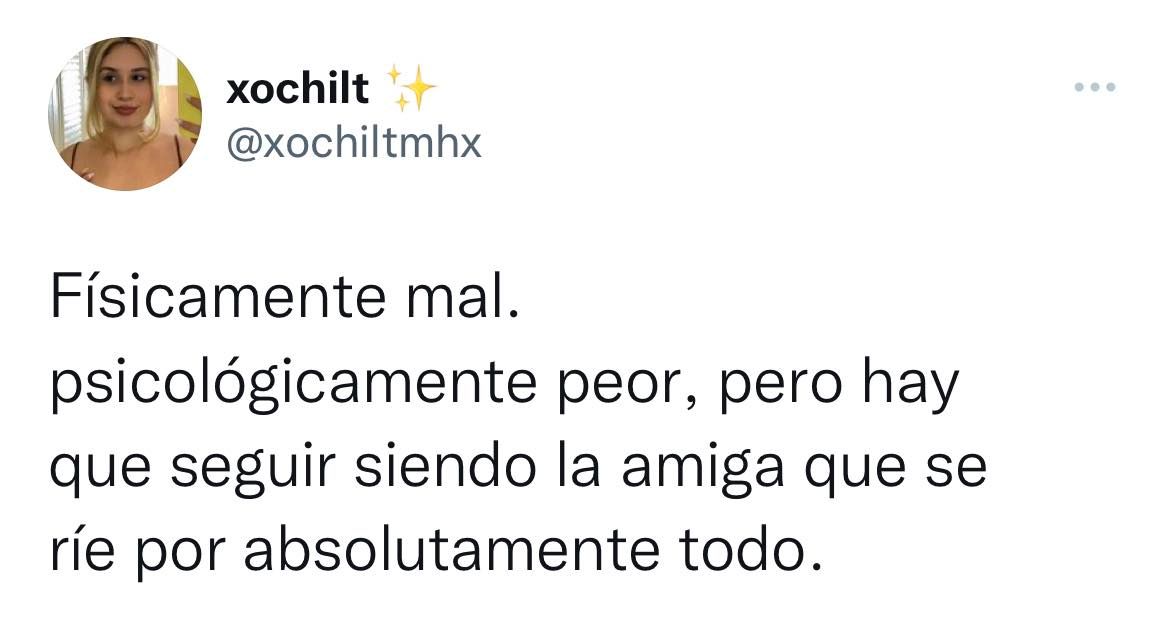 xochilt ✨
@xochiltmhx
Físicamente mal.
psicológicamente peor, pero hay
que seguir siendo la amiga que se
ríe por absolutamente todo.